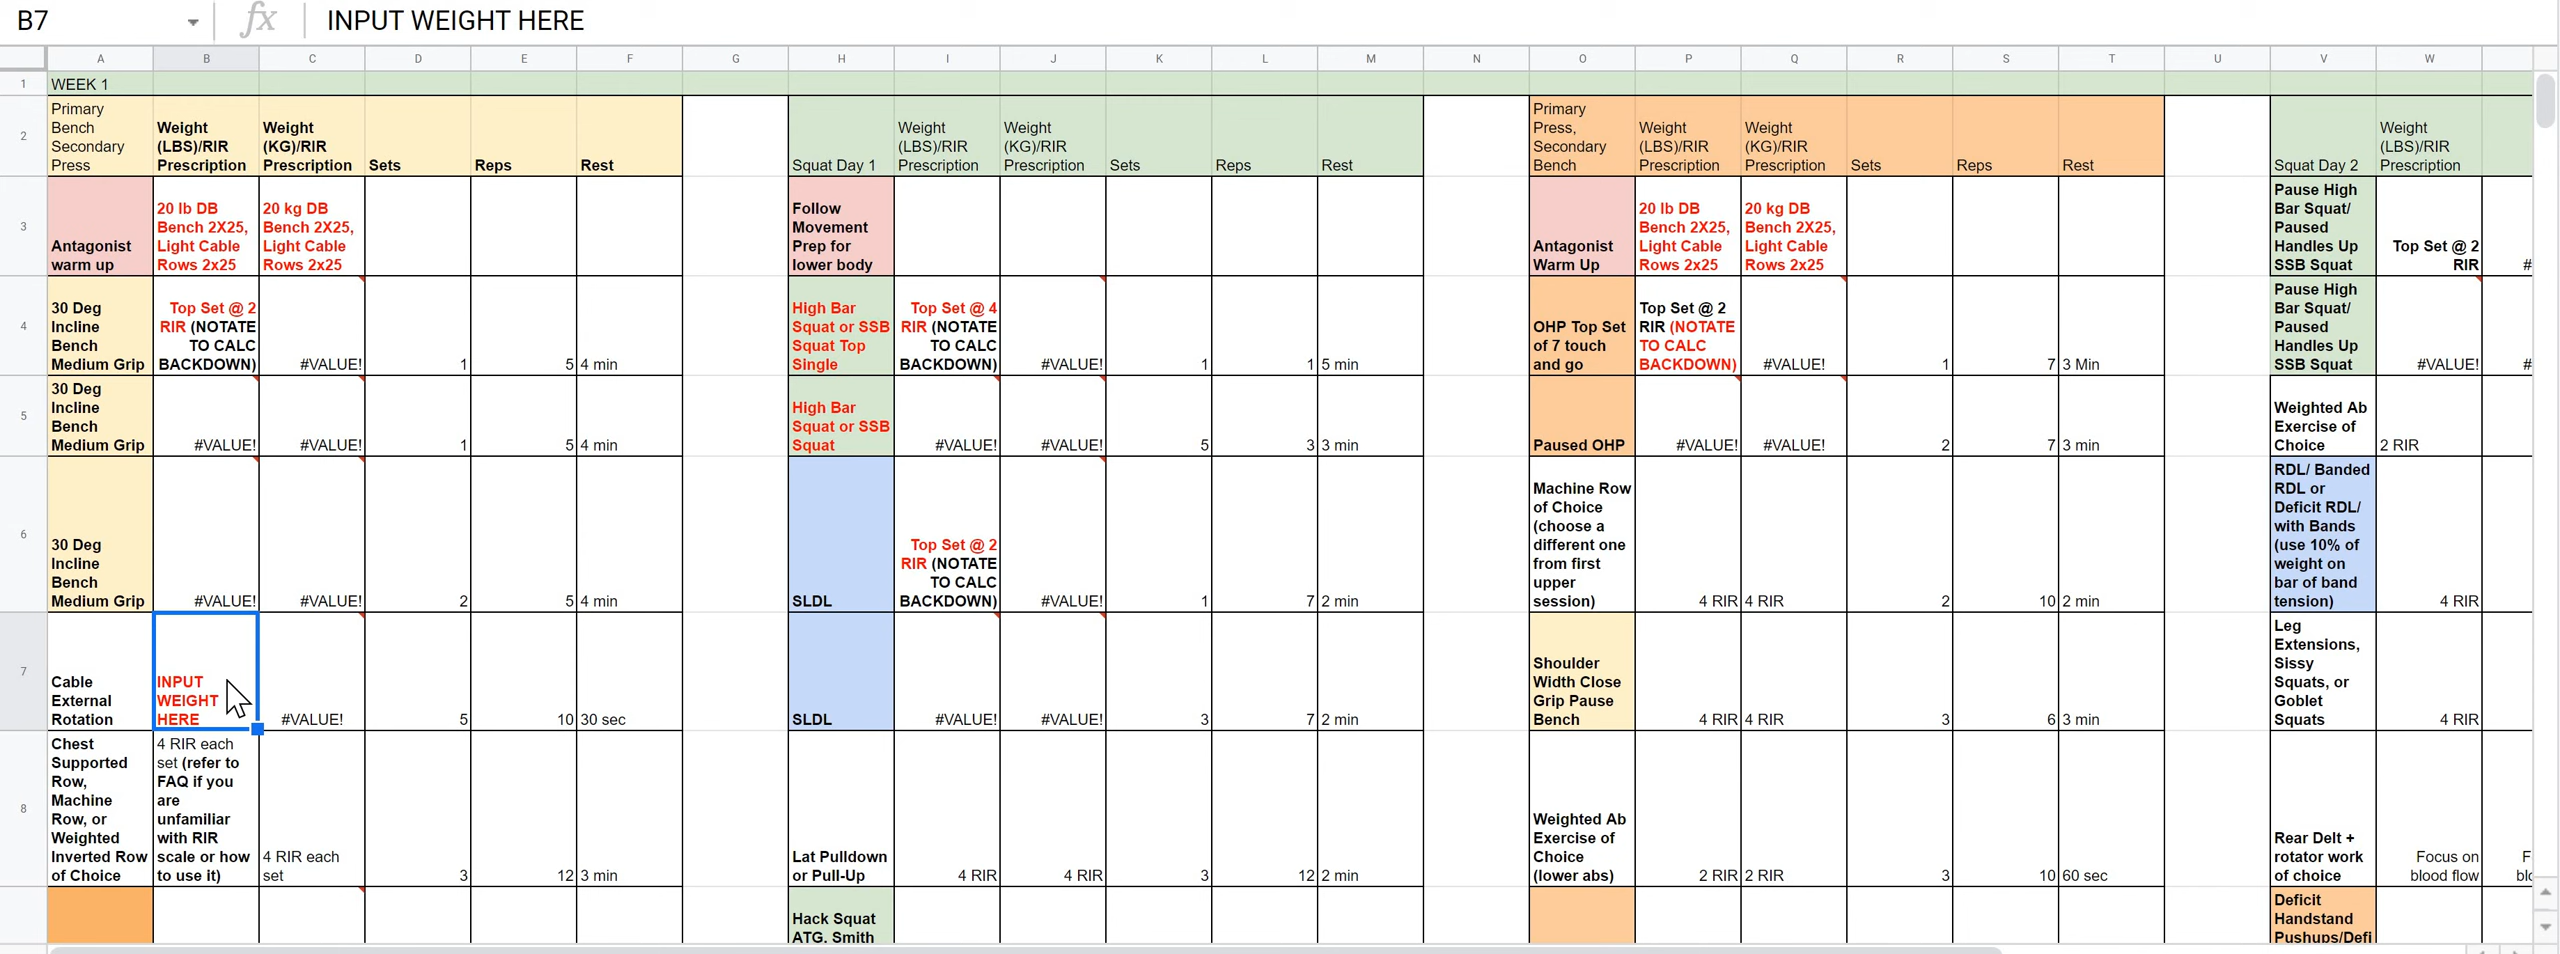 B7 fx INPUT WEIGHT HERE
A B C D E F G H I J K L M N O P Q R S T U V W
1 WEEK 1
2
Primary
Bench
Secondary
Press
Weight
(LBS)/RIR
Prescription
Weight
(KG)/RIR
Prescription
Sets
Reps
Rest
Squat Day 1
Weight
(LBS)/RIR
Prescription
Weight
(KG)/RIR
Prescription
Sets
Reps
Rest
Primary
Press,
Secondary
Bench
Weight
(LBS)/RIR
Prescription
Weight
(KG)/RIR
Prescription
Sets
Reps
Rest
Squat Day 2
Weight
(LBS)/RIR
Prescription
3
Antagonist
warm up
20 lb DB
Bench 2X25,
Light Cable
Rows 2x25
20 kg DB
Bench 2X25,
Light Cable
Rows 2x25
Follow
Movement
Prep for
lower body
Antagonist
Warm Up
20 lb DB
Bench 2X25,
Light Cable
Rows 2x25
20 kg DB
Bench 2X25,
Light Cable
Rows 2x25
Pause High
Bar Squat/
Paused
Handles Up
SSB Squat
Top Set @ 2
RIR
#
4
30 Deg
Incline
Bench
Medium Grip
Top Set @ 2
RIR (NOTATE
TO CALC
BACKDOWN)
#VALUE!
1
5
4 min
High Bar
Squat or SSB
Squat Top
Single
Top Set @ 4
RIR (NOTATE
TO CALC
BACKDOWN)
#VALUE!
1
1
5 min
OHP Top Set
of 7 touch
and go
Top Set @ 2
RIR (NOTATE
TO CALC
BACKDOWN)
#VALUE!
1
7
3 Min
Pause High
Bar Squat/
Paused
Handles Up
SSB Squat
#VALUE!
#
5
30 Deg
Incline
Bench
Medium Grip
#VALUE!
#VALUE!
1
5
4 min
High Bar
Squat or SSB
Squat
#VALUE!
#VALUE!
5
3
3 min
Paused OHP
#VALUE!
#VALUE!
2
7
3 min
Weighted Ab
Exercise of
Choice
2 RIR
6
30 Deg
Incline
Bench
Medium Grip
#VALUE!
#VALUE!
2
5
4 min
SLDL
Top Set @ 2
RIR (NOTATE
TO CALC
BACKDOWN)
#VALUE!
1
7
2 min
Machine Row
of Choice
(choose a
different one
from first
upper
session)
4 RIR
4 RIR
2
10
2 min
RDL/ Banded
RDL or
Deficit RDL/
with Bands
(use 10% of
weight on
bar of band
tension)
4 RIR
7
Cable
External
Rotation
INPUT
WEIGHT
HERE
#VALUE!
5
10
30 sec
SLDL
#VALUE!
#VALUE!
3
7
2 min
Shoulder
Width Close
Grip Pause
Bench
4 RIR
4 RIR
3
6
3 min
Leg
Extensions,
Sissy
Squats, or
Goblet
Squats
4 RIR
8
Chest
Supported
Row,
Machine
Row, or
Weighted
Inverted Row
of Choice
4 RIR each
set (refer to
FAQ if you
are
unfamiliar
with RIR
scale or how
to use it)
4 RIR each
set
3
12
3 min
Lat Pulldown
or Pull-Up
4 RIR
4 RIR
3
12
2 min
Weighted Ab
Exercise of
Choice
(lower abs)
2 RIR
2 RIR
3
10
60 sec
Rear Delt +
rotator work
of choice
Focus on
blood flow
F
Hack Squat
ATG, Smith
Deficit
Handstand
Pushups/Defi